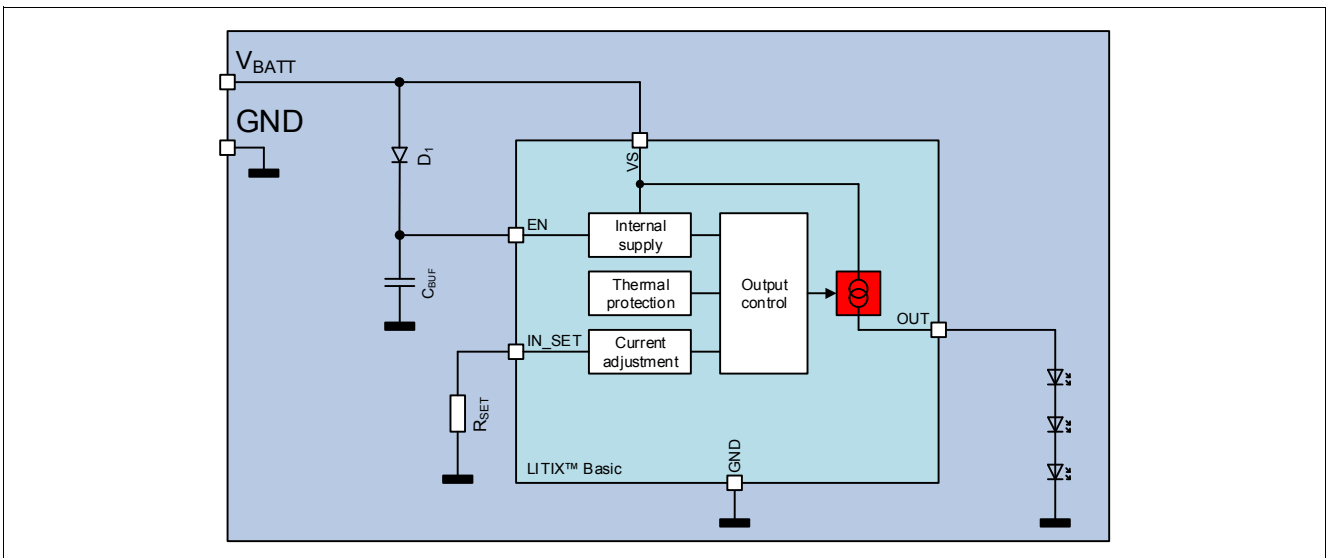 VBATT
GND
D1
VS
EN
Internal
supply
CBUF
Thermal
protection
Output
control
OUT
IN_SET
Current
adjustment
RSET
GND
LITIX™ Basic